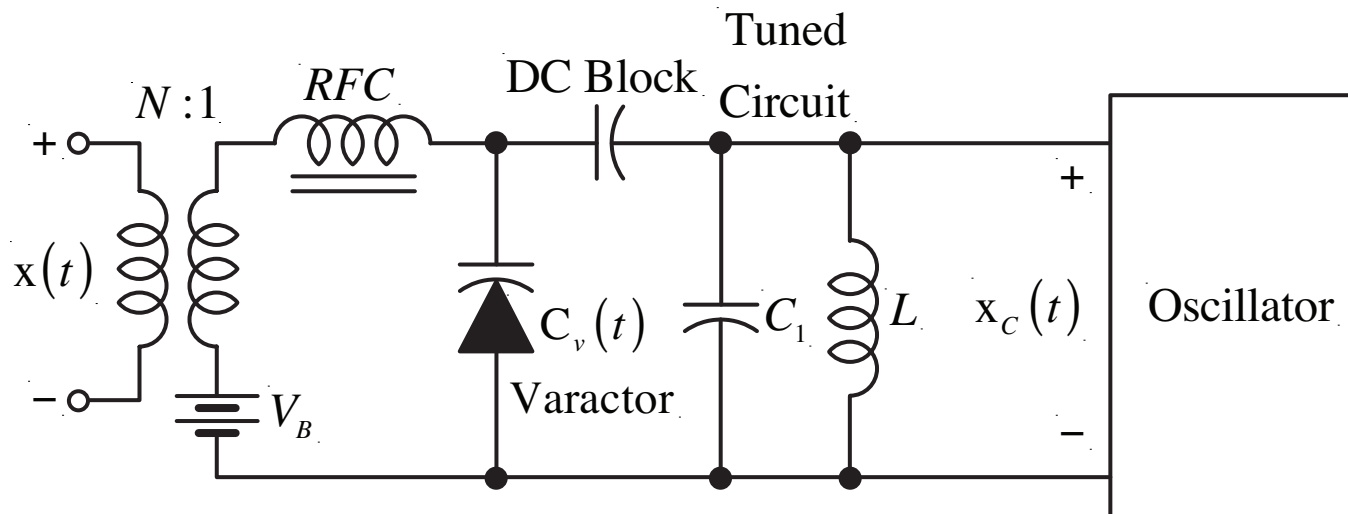 Tuned
Circuit
DC Block
RFC
N :1
+
x(t)
−
V_B
C_v(t)
Varactor
C_1
L
+
x_C(t)
−
Oscillator